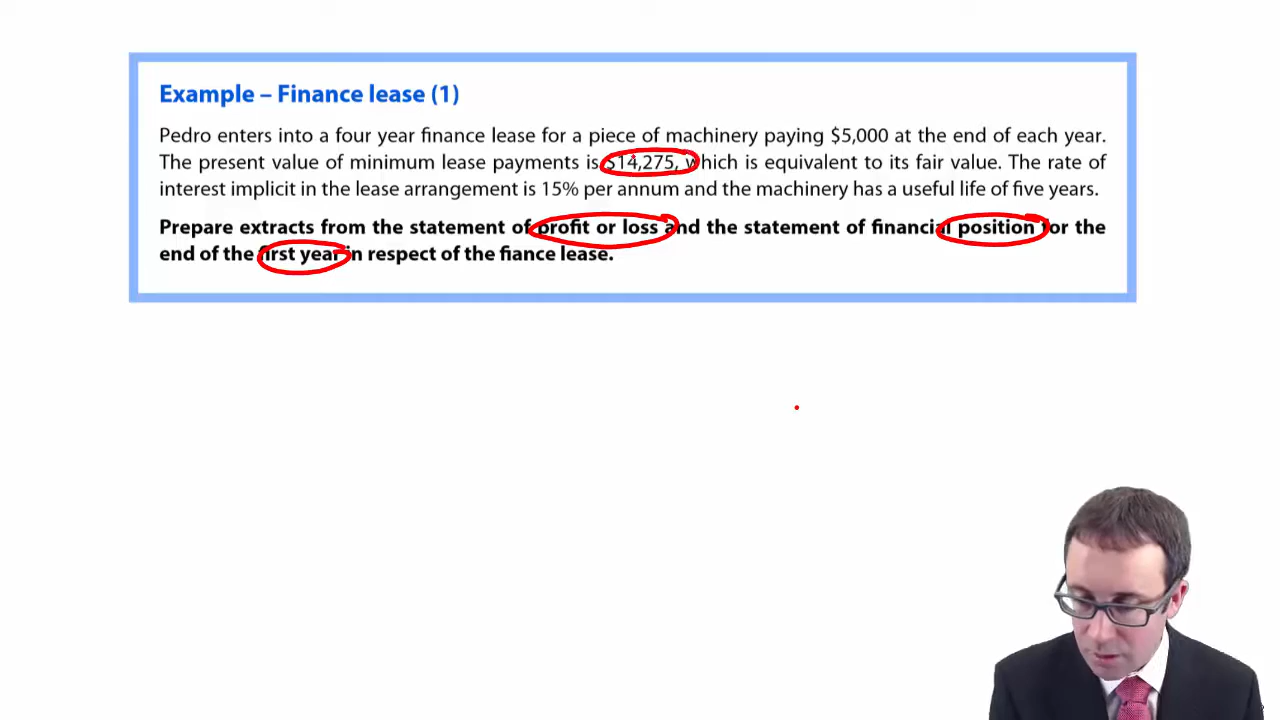 Example – Finance lease (1)
Pedro enters into a four year finance lease for a piece of machinery paying $5,000 at the end of each year.
The present value of minimum lease payments is $14,275, which is equivalent to its fair value. The rate of
interest implicit in the lease arrangement is 15% per annum and the machinery has a useful life of five years.
Prepare extracts from the statement of profit or loss and the statement of financial position for the
end of the first year in respect of the fiance lease.